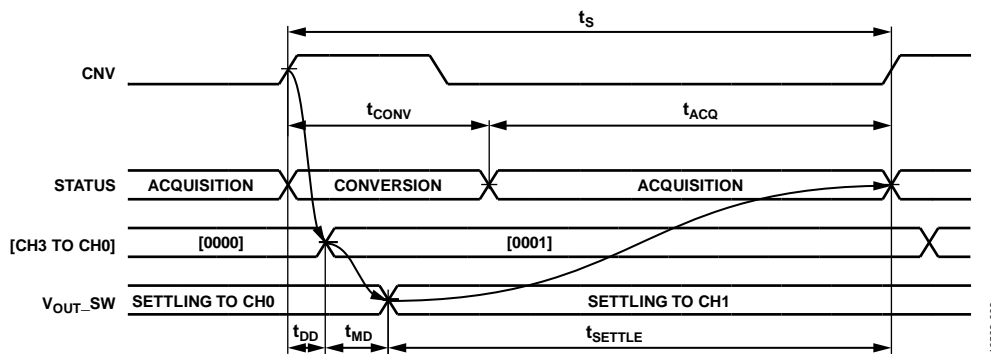 tS
CNV
tCONV
tACQ
STATUS
ACQUISITION
CONVERSION
ACQUISITION
[CH3 TO CH0]
[0000]
[0001]
VOUT_SW
SETTLING TO CH0
SETTLING TO CH1
tDD
tMD
tSETTLE